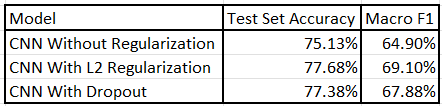 Model Test Set Accuracy Macro F1
CNN Without Regularization 75.13% 64.90%
CNN With L2 Regularization 77.68% 69.10%
CNN With Dropout 77.38% 67.88%